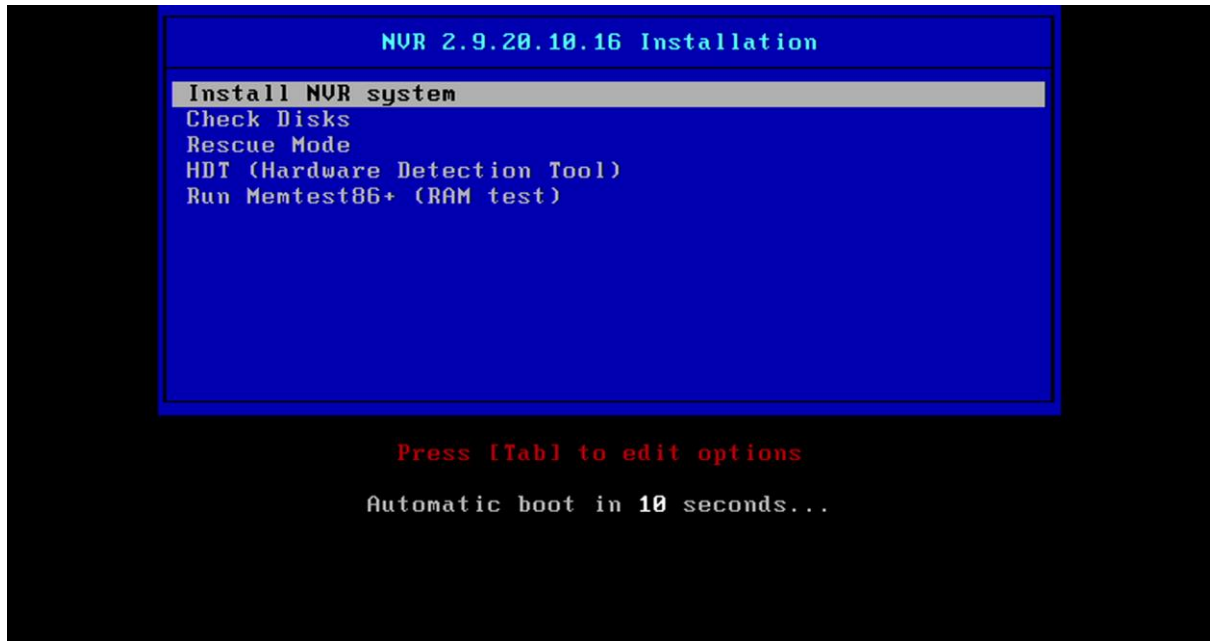 NVR 2.9.20.10.16 Installation
Install NVR system
Check Disks
Rescue Mode
HDT (Hardware Detection Tool)
Run Memtest86+ (RAM test)
Press [Tab] to edit options
Automatic boot in 10 seconds...